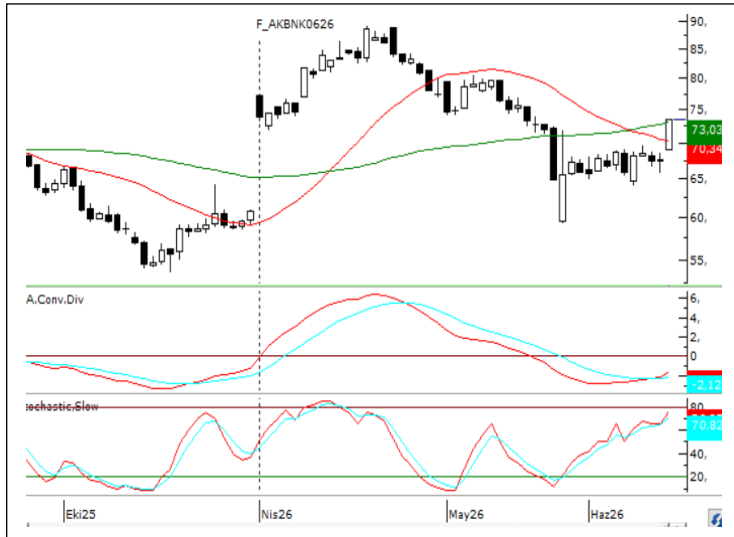 F_AKBNK0626
90,
85,
80,
75,
73,03
70,34
65,
60,
55,
A.Conv.Div
6,
4,
2,
0
-2,12
ochastic,Slow
80
70,82
40,
20,
Eki25
Nis26
May26
Haz26